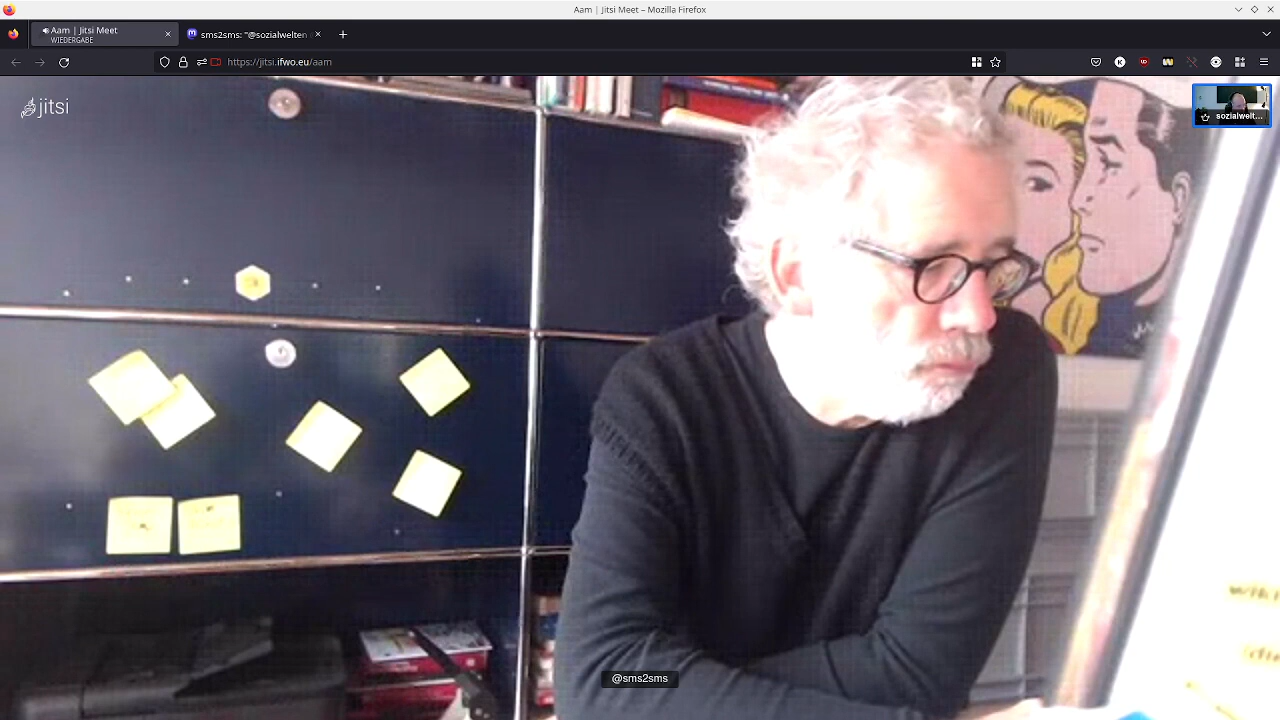 Aam | Jitsi Meet – Mozilla Firefox
Aam | Jitsi Meet
WIEDERGABE
sms2sms: "@sozialwelten
https://jitsi.ifwo.eu/aam
jitsi
sozialwelt...
@sms2sms